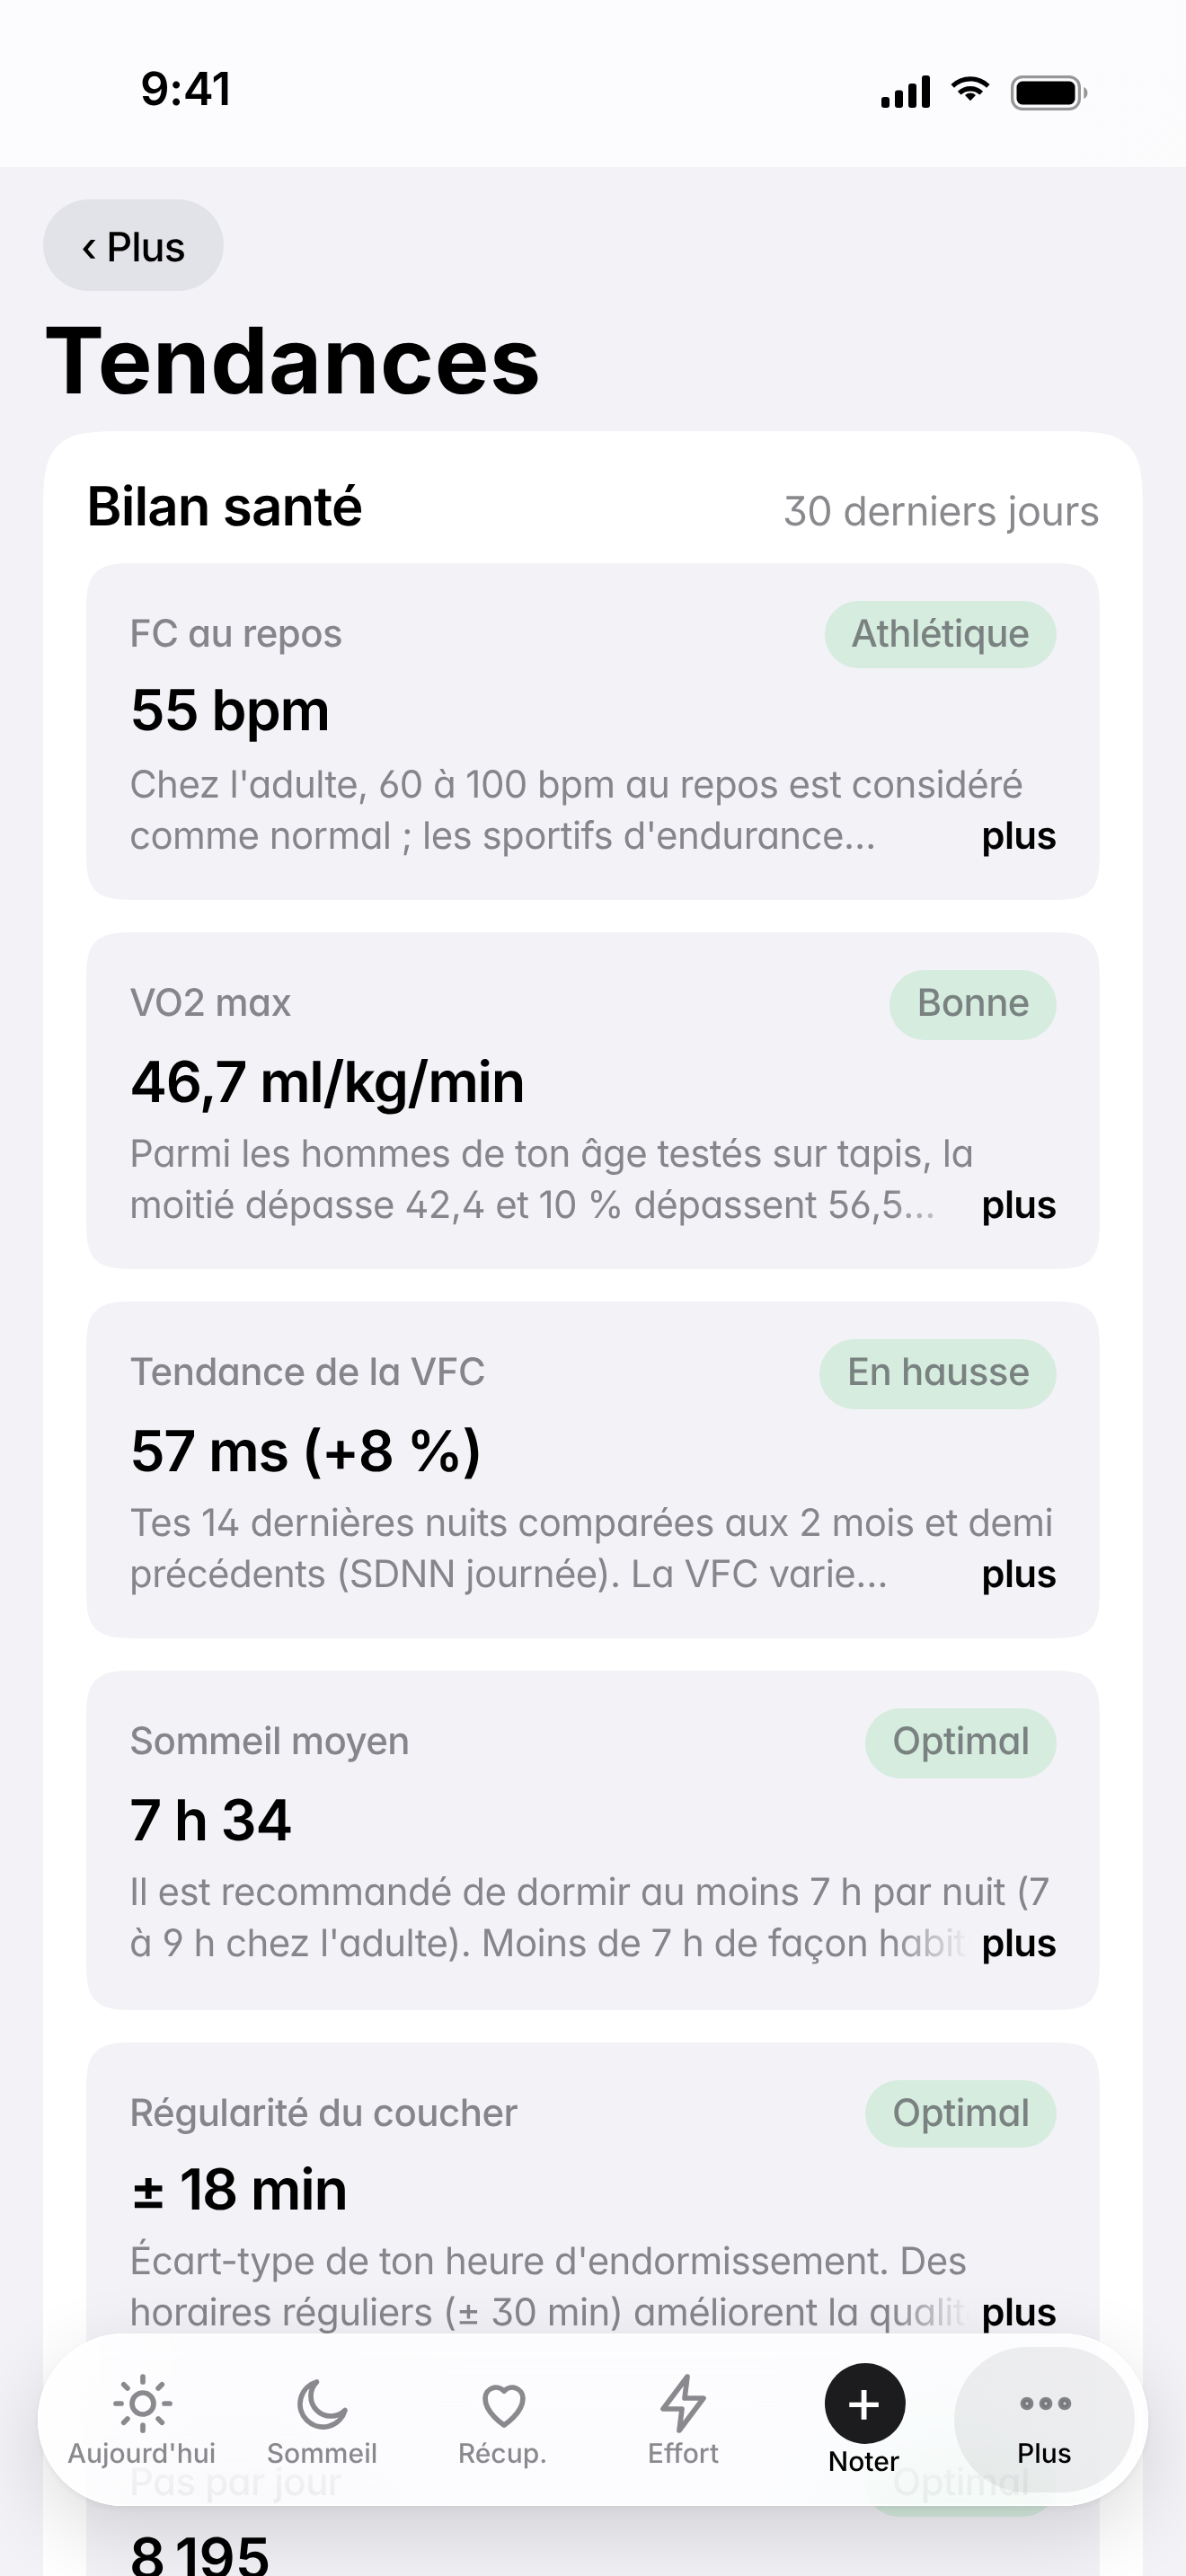 9:41
‹ Plus
Tendances
Bilan santé
30 derniers jours
FC au repos
Athlétique
55 bpm
Chez l'adulte, 60 à 100 bpm au repos est considéré
comme normal ; les sportifs d'endurance... plus
VO2 max
Bonne
46,7 ml/kg/min
Parmi les hommes de ton âge testés sur tapis, la
moitié dépasse 42,4 et 10 % dépassent 56,5... plus
Tendance de la VFC
En hausse
57 ms (+8 %)
Tes 14 dernières nuits comparées aux 2 mois et demi
précédents (SDNN journée). La VFC varie... plus
Sommeil moyen
Optimal
7 h 34
Il est recommandé de dormir au moins 7 h par nuit (7
à 9 h chez l'adulte). Moins de 7 h de façon habit plus
Régularité du coucher
Optimal
± 18 min
Écart-type de ton heure d'endormissement. Des
horaires réguliers (± 30 min) améliorent la qualit plus
Aujourd'hui
Sommeil
Récup.
Effort
Noter
Plus
Pas par jour
Optimal
8 195